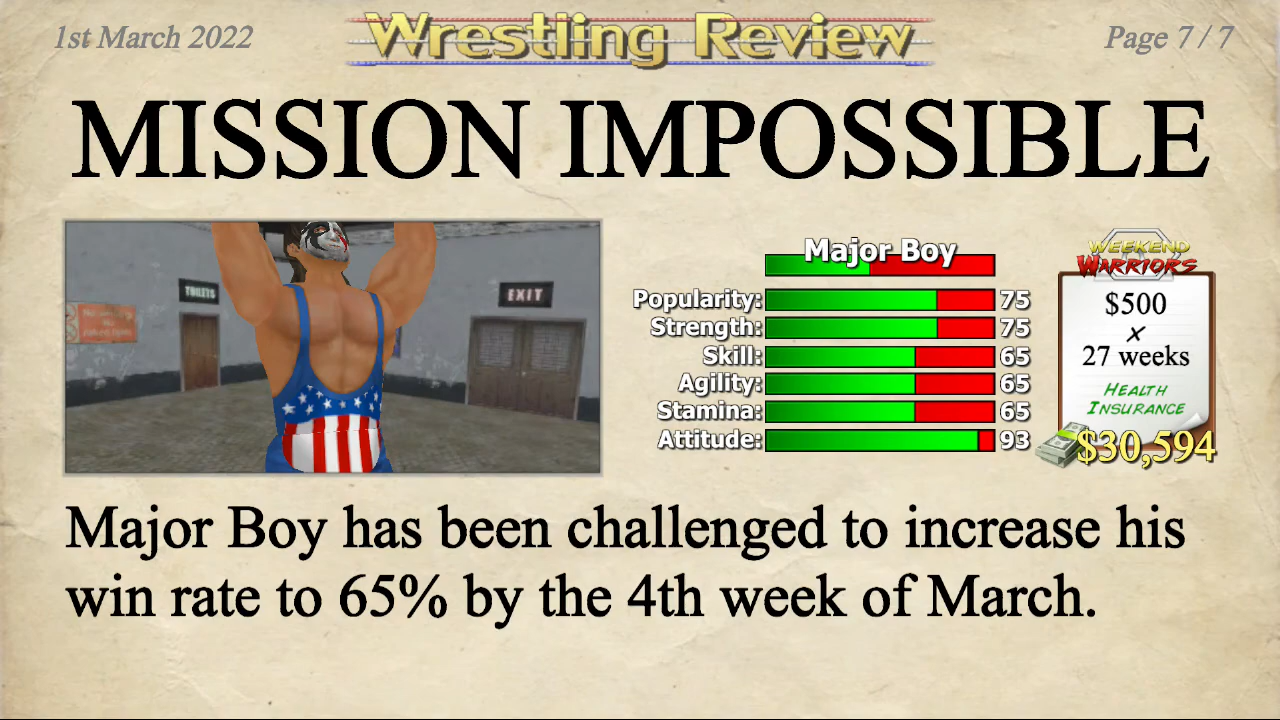 1st March 2022
Wrestling Review
Page 7 / 7
MISSION IMPOSSIBLE
TOILETS
EXIT
Major Boy
Popularity: 75
Strength: 75
Skill: 65
Agility: 65
Stamina: 65
Attitude: 93
WEEKEND
WARRIORS
$500
x
27 weeks
HEALTH
INSURANCE
$30,594
Major Boy has been challenged to increase his
win rate to 65% by the 4th week of March.